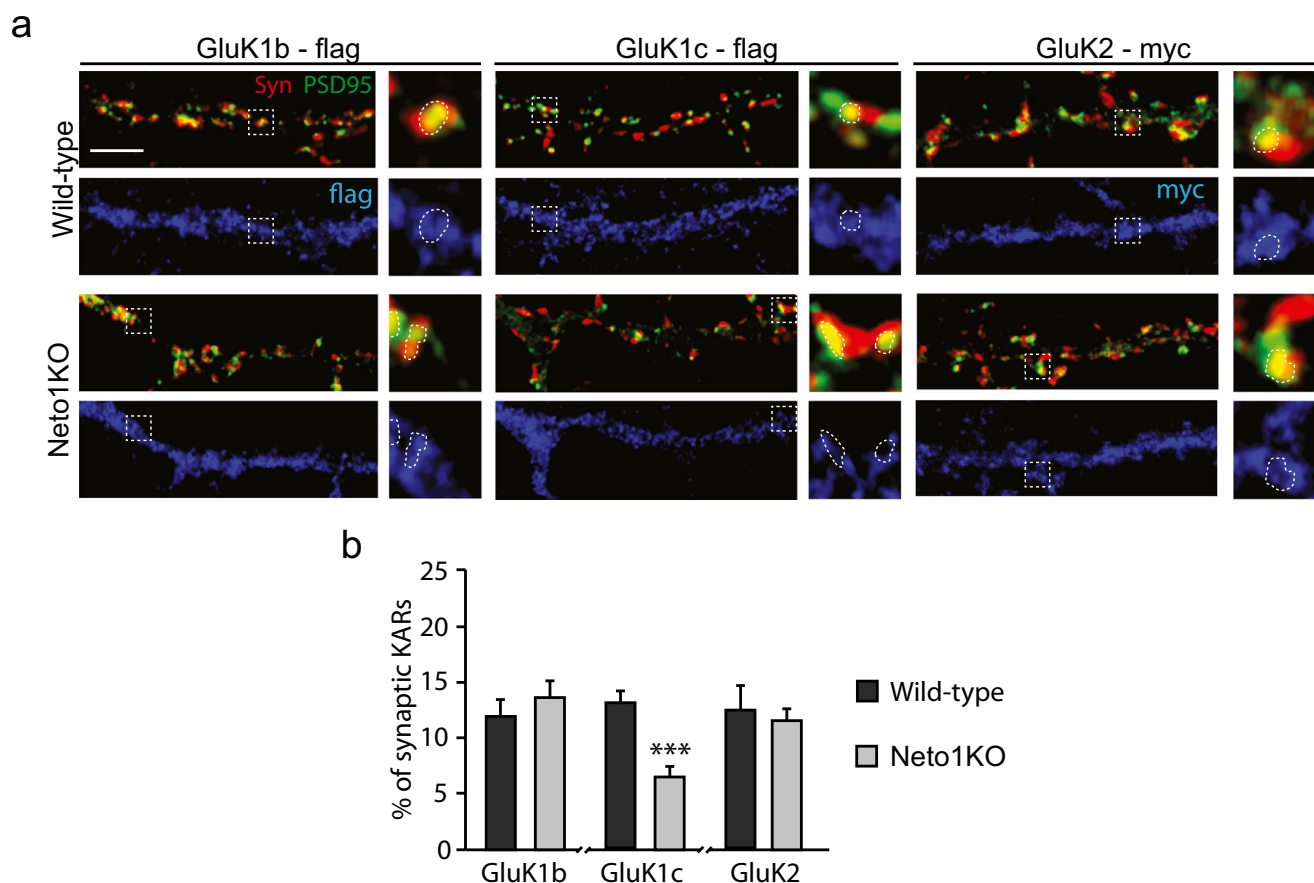 a
GluK1b - flag
GluK1c - flag
GluK2 - myc
Wild-type
Syn PSD95
flag
myc
Neto1KO
b
% of synaptic KARs
25
20
15
10
5
0
***
GluK1b
GluK1c
GluK2
Wild-type
Neto1KO